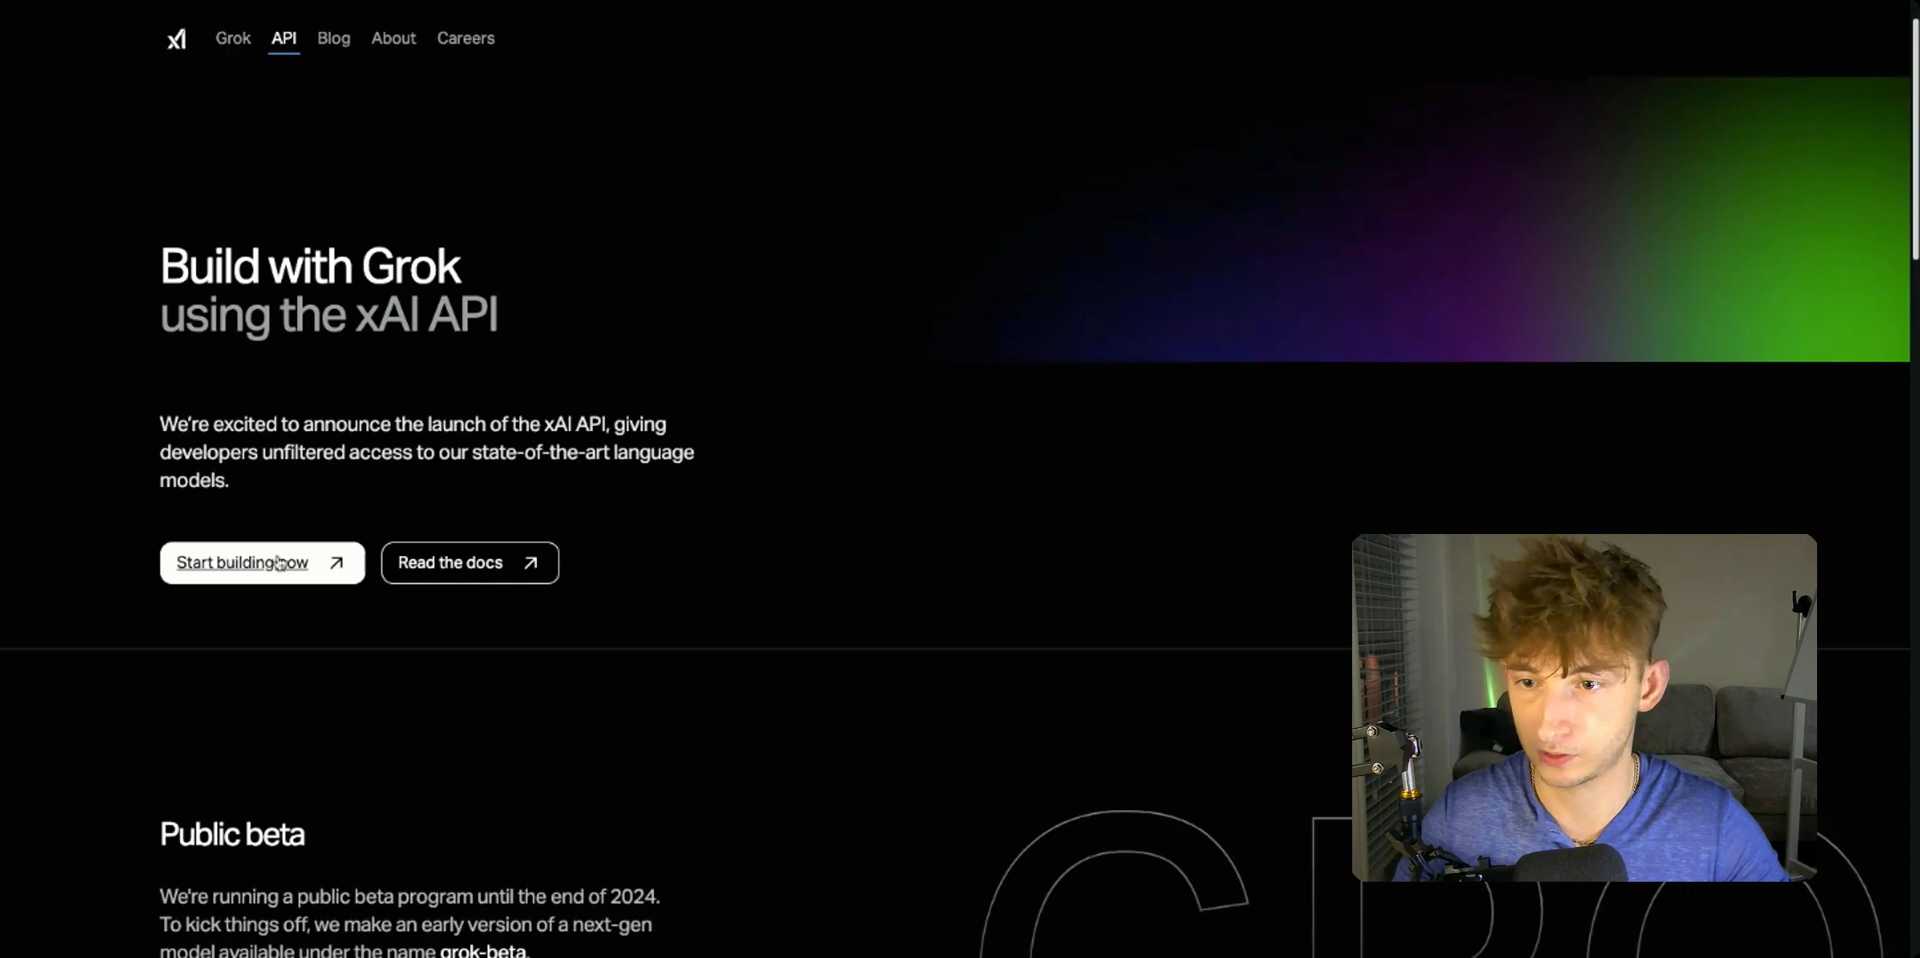 xI
Grok API Blog About Careers
Build with Grok
using the xAI API
We're excited to announce the launch of the xAI API, giving
developers unfiltered access to our state-of-the-art language
models.
Start building now
Read the docs
Public beta
We're running a public beta program until the end of 2024.
To kick things off, we make an early version of a next-gen
model available under the name grok-beta.